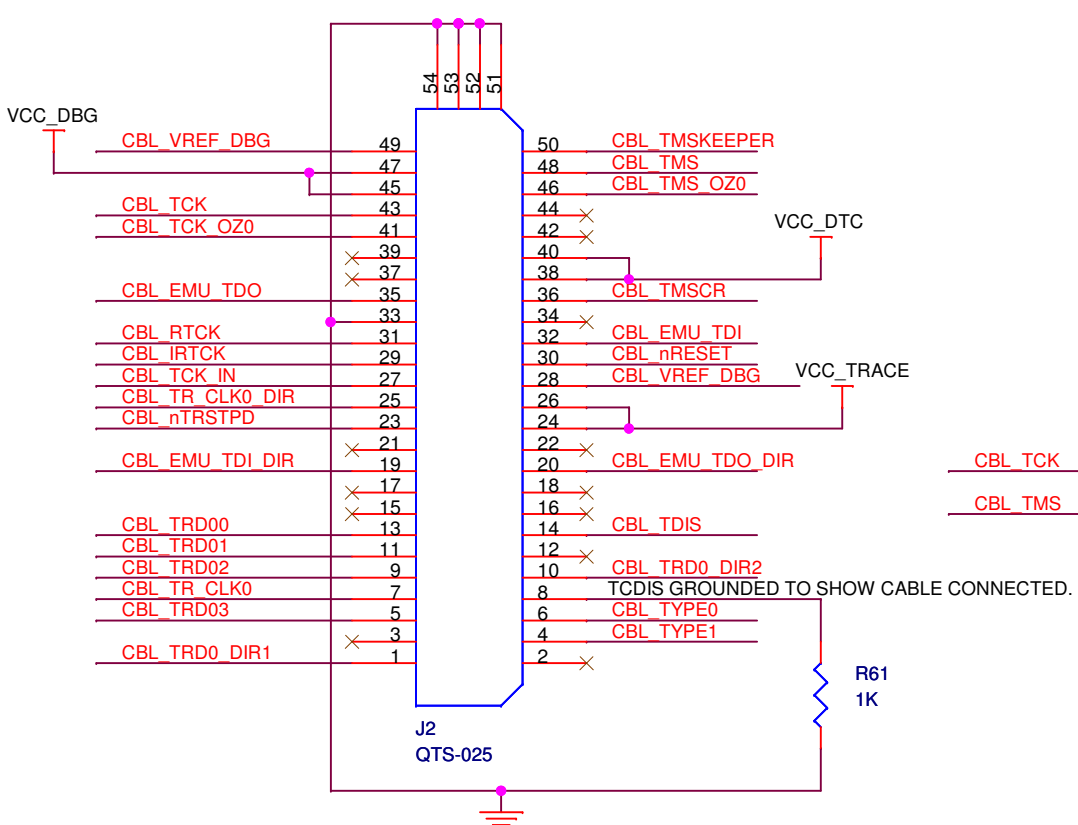 54 53 52 51
VCC_DBG
CBL_VREF_DBG 49 50 CBL_TMSKEEPER
47 48 CBL_TMS
45 46 CBL_TMS_OZ0
CBL_TCK 43 44
CBL_TCK_OZ0 41 42
VCC_DTC
39 40
37 38
CBL_EMU_TDO 35 36 CBL_TMSCR
33 34
CBL_RTCK 31 32 CBL_EMU_TDI
CBL_IRTCK 29 30 CBL_nRESET
CBL_TCK_IN 27 28 CBL_VREF_DBG
VCC_TRACE
CBL_TR_CLK0_DIR 25 26
CBL_nTRSTPD 23 24
21 22
CBL_EMU_TDI_DIR 19 20 CBL_EMU_TDO_DIR
CBL_TCK
17 18
15 16
CBL_TMS
CBL_TRD00 13 14 CBL_TDIS
CBL_TRD01 11 12
CBL_TRD02 9 10 CBL_TRD0_DIR2
CBL_TR_CLK0 7 8 TCDIS GROUNDED TO SHOW CABLE CONNECTED.
CBL_TRD03 5 6 CBL_TYPE0
3 4 CBL_TYPE1
CBL_TRD0_DIR1 1 2
R61
1K
J2
QTS-025